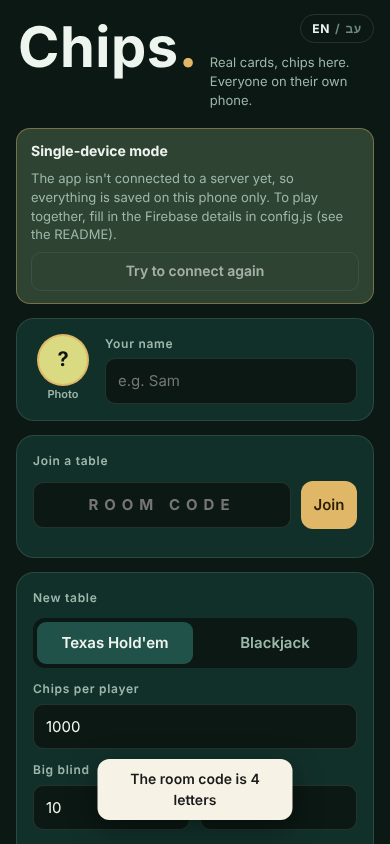 EN / עב
Chips.
Real cards, chips here.
Everyone on their own
phone.
Single-device mode
The app isn't connected to a server yet, so
everything is saved on this phone only. To play
together, fill in the Firebase details in config.js (see
the README).
Try to connect again
?
Photo
Your name
e.g. Sam
Join a table
ROOM CODE
Join
New table
Texas Hold'em
Blackjack
Chips per player
1000
Big blind
10
The room code is 4
letters